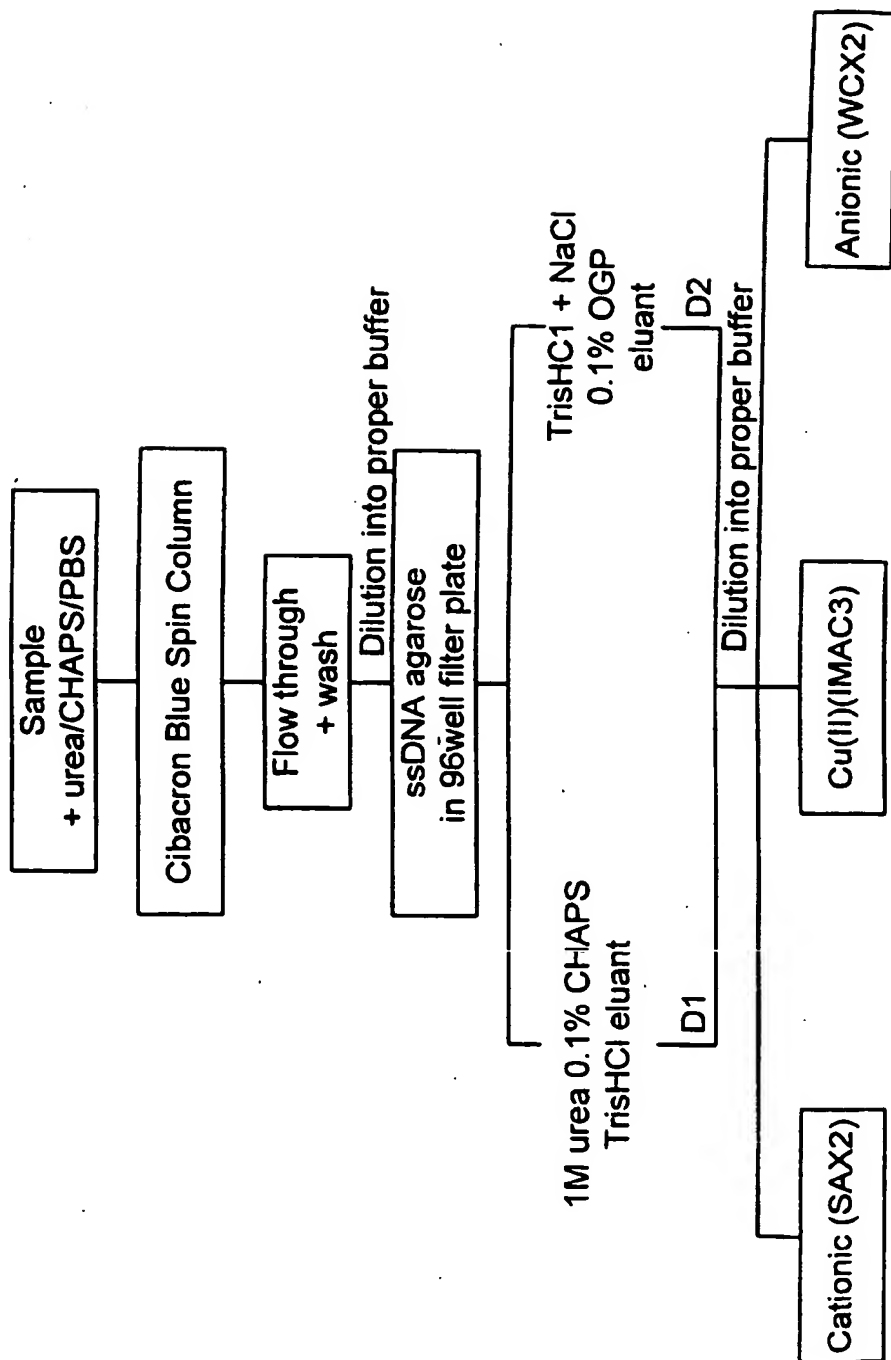 Sample
+ urea/CHAPS/PBS
Cibacron Blue Spin Column
Flow through
+ wash
Dilution into proper buffer
ssDNA agarose
in 96well filter plate
1M urea 0.1% CHAPS
TrisHCl eluant
D1
TrisHC1 + NaCl
0.1% OGP
eluant
D2
Dilution into proper buffer
Cationic (SAX2)
Cu(II)(IMAC3)
Anionic (WCX2)